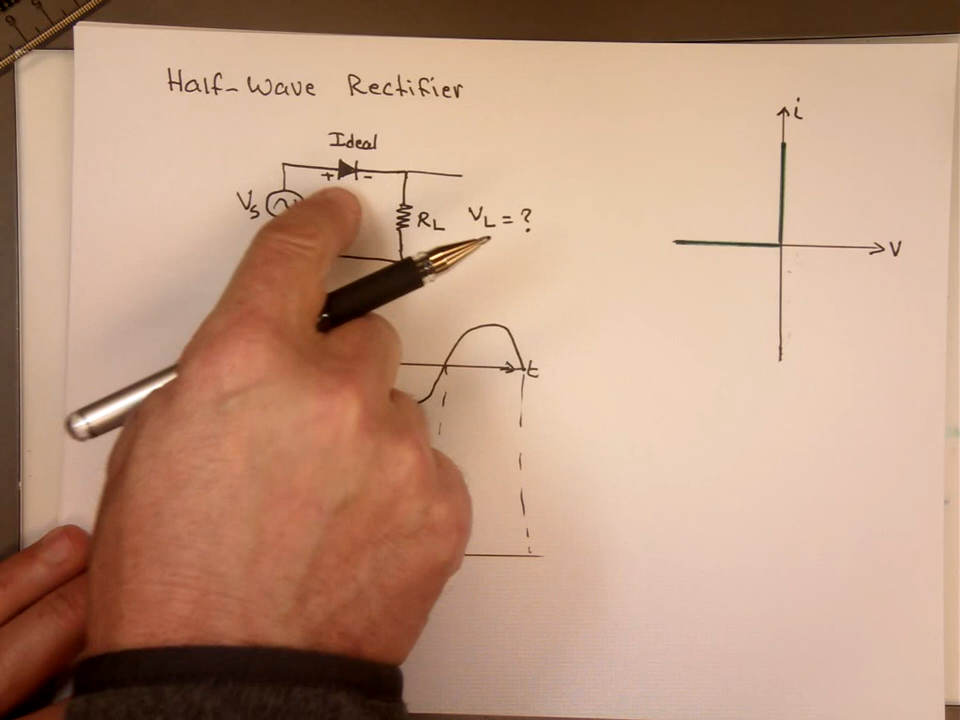 Half-Wave Rectifier
i
Ideal
+ -
Vs
RL
VL = ?
V
t